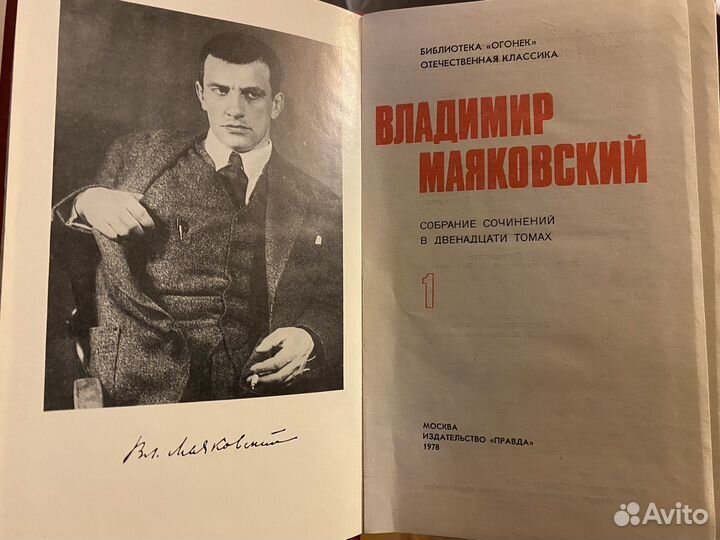 Вл. Маяковский
БИБЛИОТЕКА «ОГОНЕК»
ОТЕЧЕСТВЕННАЯ КЛАССИКА
ВЛАДИМИР
МАЯКОВСКИЙ
СОБРАНИЕ СОЧИНЕНИЙ
В ДВЕНАДЦАТИ ТОМАХ
1
МОСКВА
ИЗДАТЕЛЬСТВО «ПРАВДА»
1978
Avito